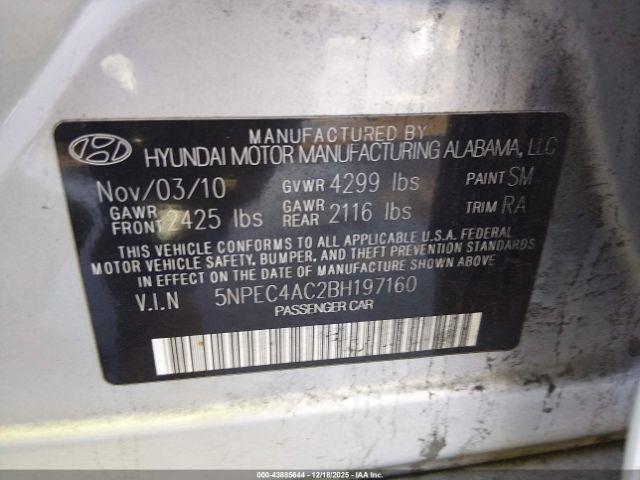 MANUFACTURED BY
HYUNDAI MOTOR MANUFACTURING ALABAMA, LLC
Nov/03/10 GVWR 4299 lbs PAINT SM
GAWR FRONT 2425 lbs GAWR REAR 2116 lbs TRIM RA
THIS VEHICLE CONFORMS TO ALL APPLICABLE U.S.A. FEDERAL
MOTOR VEHICLE SAFETY, BUMPER, AND THEFT PREVENTION STANDARDS
IN EFFECT ON THE DATE OF MANUFACTURE SHOWN ABOVE.
V.I.N 5NPEC4AC2BH197160
PASSENGER CAR
000-43885644 - 12/18/2025 - Copyright IAA, Inc.